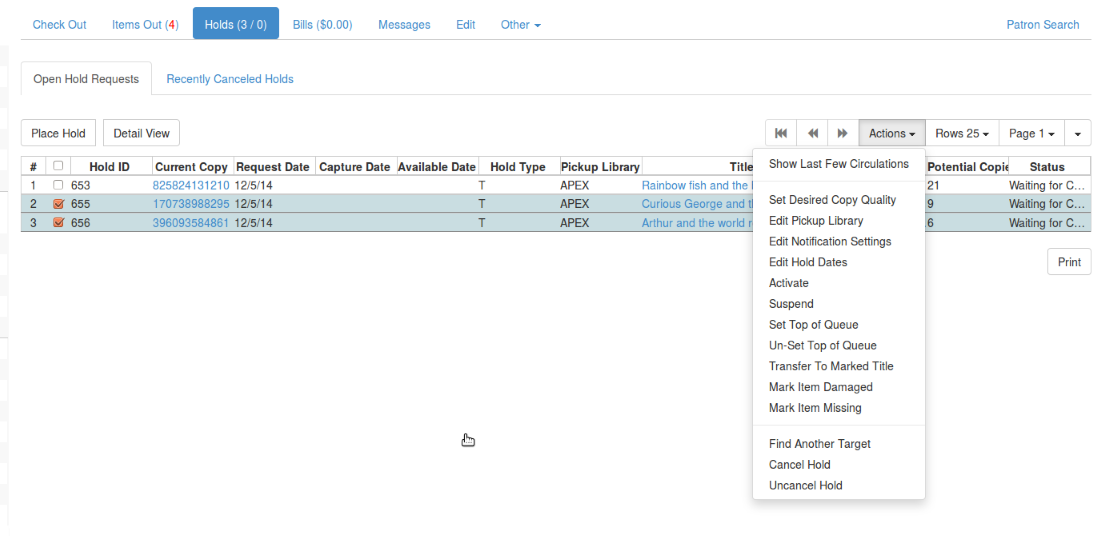 Check Out Items Out (4) Holds (3 / 0) Bills ($0.00) Messages Edit Other Patron Search
Open Hold Requests Recently Canceled Holds
Place Hold Detail View Actions Rows 25 Page 1
# Hold ID Current Copy Request Date Capture Date Available Date Hold Type Pickup Library Title Potential Copie Status
1 653 825824131210 12/5/14 T APEX Rainbow fish and the 21 Waiting for C...
2 655 170738988295 12/5/14 T APEX Curious George and 9 Waiting for C...
3 656 396093584861 12/5/14 T APEX Arthur and the world 6 Waiting for C...
Print
Show Last Few Circulations
Set Desired Copy Quality
Edit Pickup Library
Edit Notification Settings
Edit Hold Dates
Activate
Suspend
Set Top of Queue
Un-Set Top of Queue
Transfer To Marked Title
Mark Item Damaged
Mark Item Missing
Find Another Target
Cancel Hold
Uncancel Hold